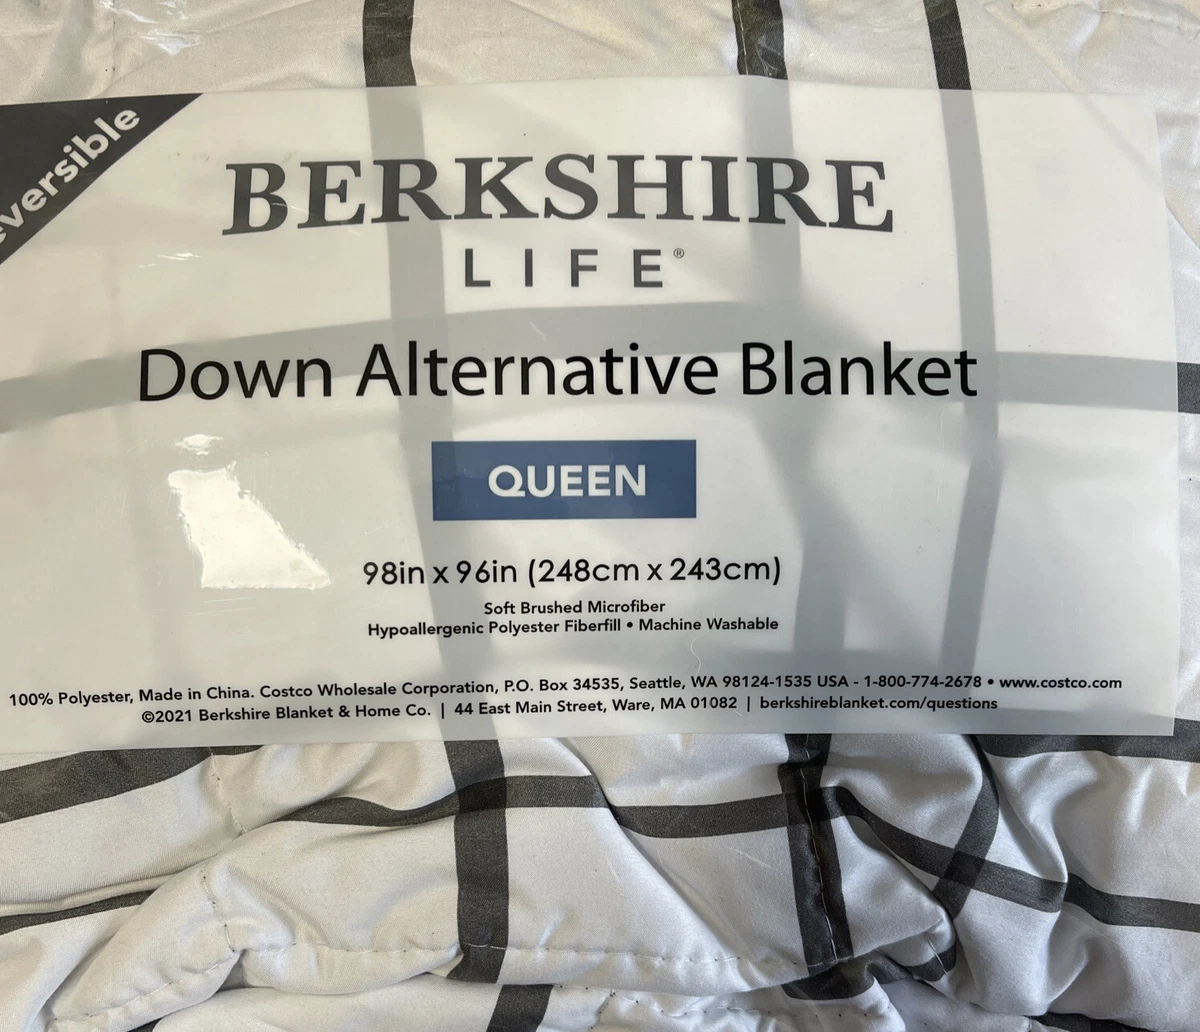 BERKSHIRE
LIFE®
Down Alternative Blanket
QUEEN
98in x 96in (248cm x 243cm)
Soft Brushed Microfiber
Hypoallergenic Polyester Fiberfill • Machine Washable
100% Polyester, Made in China. Costco Wholesale Corporation, P.O. Box 34535, Seattle, WA 98124-1535 USA - 1-800-774-2678 • www.costco.com
©2021 Berkshire Blanket & Home Co. | 44 East Main Street, Ware, MA 01082 | berkshireblanket.com/questions